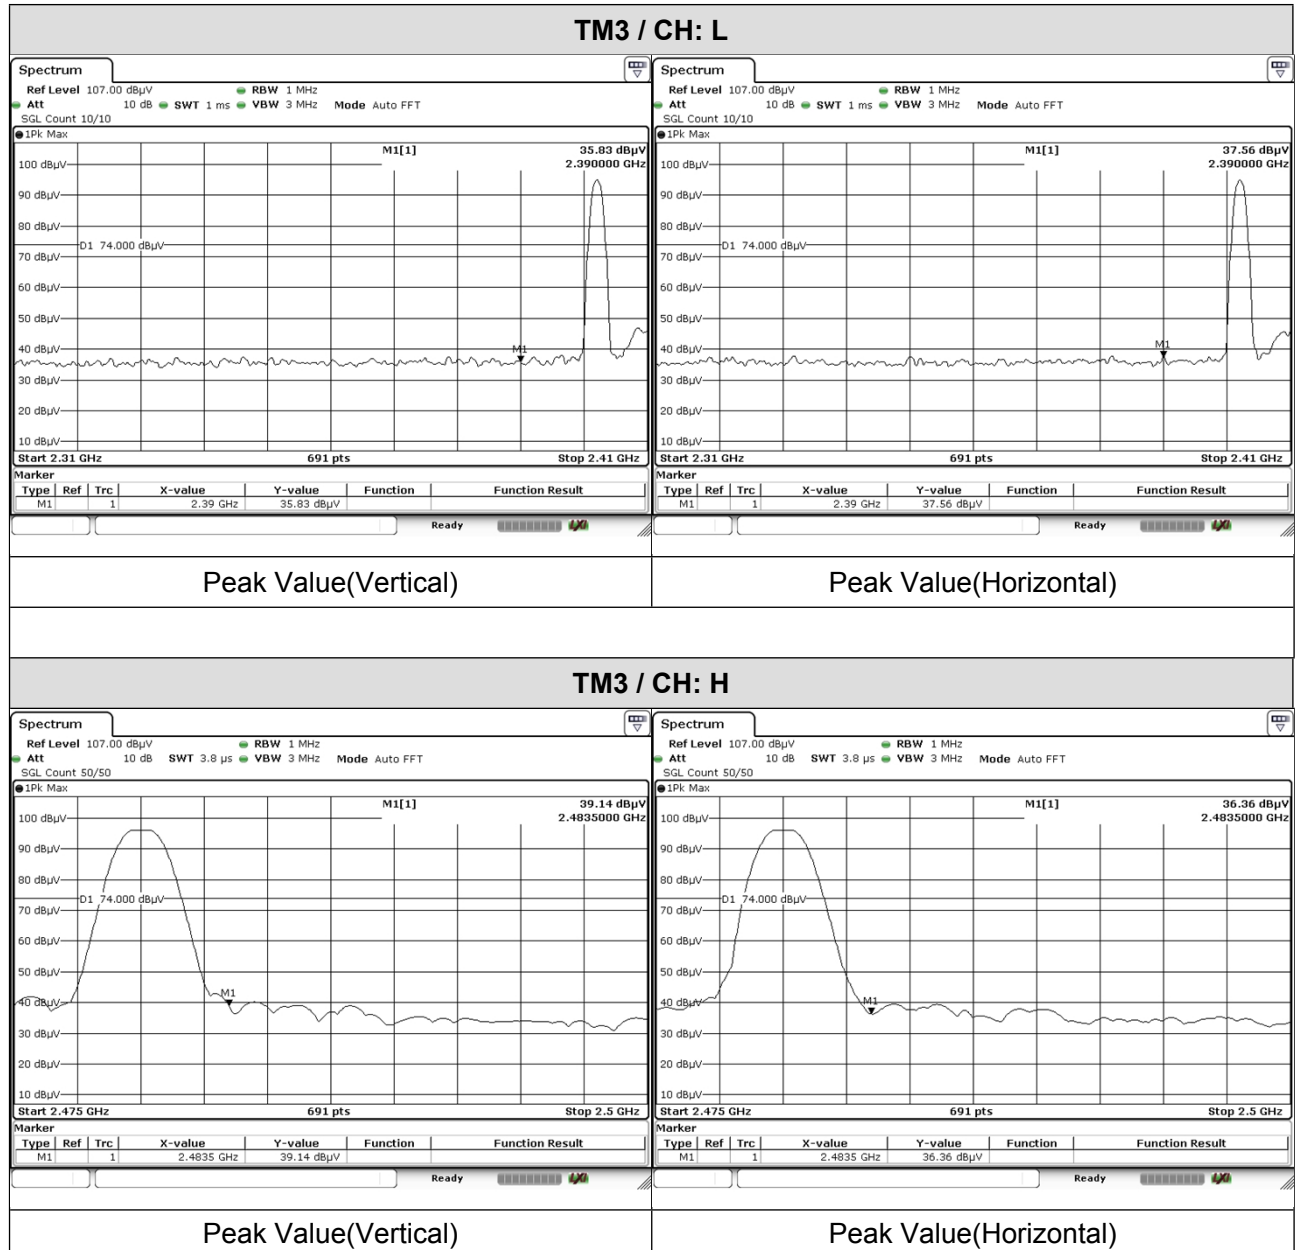 TM3 / CH: L
Spectrum
Ref Level 107.00 dBµV RBW 1 MHz
Att 10 dB SWT 1 ms VBW 3 MHz Mode Auto FFT
SGL Count 10/10
1Pk Max
M1[1] 35.83 dBµV
2.390000 GHz
100 dBµV
90 dBµV
80 dBµV
D1 74.000 dBµV
70 dBµV
60 dBµV
50 dBµV
40 dBµV
M1
30 dBµV
20 dBµV
10 dBµV
Start 2.31 GHz 691 pts Stop 2.41 GHz
Marker
Type Ref Trc X-value Y-value Function Function Result
M1 1 2.39 GHz 35.83 dBµV
Ready LXI
Peak Value(Vertical)
Spectrum
Ref Level 107.00 dBµV RBW 1 MHz
Att 10 dB SWT 1 ms VBW 3 MHz Mode Auto FFT
SGL Count 10/10
1Pk Max
M1[1] 37.56 dBµV
2.390000 GHz
100 dBµV
90 dBµV
80 dBµV
D1 74.000 dBµV
70 dBµV
60 dBµV
50 dBµV
40 dBµV
M1
30 dBµV
20 dBµV
10 dBµV
Start 2.31 GHz 691 pts Stop 2.41 GHz
Marker
Type Ref Trc X-value Y-value Function Function Result
M1 1 2.39 GHz 37.56 dBµV
Ready LXI
Peak Value(Horizontal)
TM3 / CH: H
Spectrum
Ref Level 107.00 dBµV RBW 1 MHz
Att 10 dB SWT 3.8 µs VBW 3 MHz Mode Auto FFT
SGL Count 50/50
1Pk Max
M1[1] 39.14 dBµV
2.4835000 GHz
100 dBµV
90 dBµV
80 dBµV
D1 74.000 dBµV
70 dBµV
60 dBµV
50 dBµV
M1
40 dBµV
30 dBµV
20 dBµV
10 dBµV
Start 2.475 GHz 691 pts Stop 2.5 GHz
Marker
Type Ref Trc X-value Y-value Function Function Result
M1 1 2.4835 GHz 39.14 dBµV
Ready LXI
Peak Value(Vertical)
Spectrum
Ref Level 107.00 dBµV RBW 1 MHz
Att 10 dB SWT 3.8 µs VBW 3 MHz Mode Auto FFT
SGL Count 50/50
1Pk Max
M1[1] 36.36 dBµV
2.4835000 GHz
100 dBµV
90 dBµV
80 dBµV
D1 74.000 dBµV
70 dBµV
60 dBµV
50 dBµV
40 dBµV
M1
30 dBµV
20 dBµV
10 dBµV
Start 2.475 GHz 691 pts Stop 2.5 GHz
Marker
Type Ref Trc X-value Y-value Function Function Result
M1 1 2.4835 GHz 36.36 dBµV
Ready LXI
Peak Value(Horizontal)